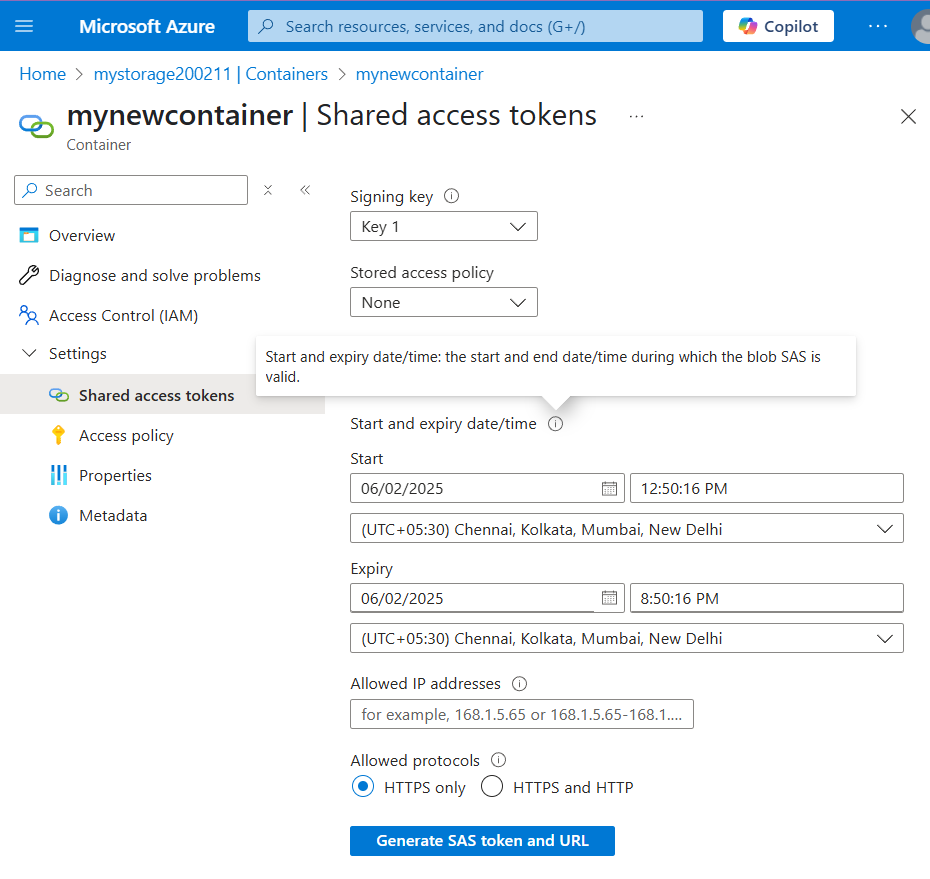 Microsoft Azure
Search resources, services, and docs (G+/)
Copilot
Home > mystorage200211 | Containers > mynewcontainer
mynewcontainer | Shared access tokens
Container
Search
Overview
Diagnose and solve problems
Access Control (IAM)
Settings
Shared access tokens
Access policy
Properties
Metadata
Signing key
Key 1
Stored access policy
None
Start and expiry date/time: the start and end date/time during which the blob SAS is
valid.
Start and expiry date/time
Start
06/02/2025 12:50:16 PM
(UTC+05:30) Chennai, Kolkata, Mumbai, New Delhi
Expiry
06/02/2025 8:50:16 PM
(UTC+05:30) Chennai, Kolkata, Mumbai, New Delhi
Allowed IP addresses
for example, 168.1.5.65 or 168.1.5.65-168.1....
Allowed protocols
HTTPS only HTTPS and HTTP
Generate SAS token and URL